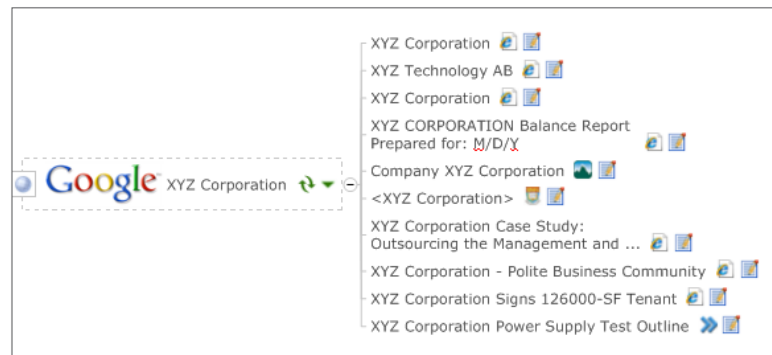 Google XYZ Corporation
XYZ Corporation
XYZ Technology AB
XYZ Corporation
XYZ CORPORATION Balance Report
Prepared for: M/D/Y
Company XYZ Corporation
<XYZ Corporation>
XYZ Corporation Case Study:
Outsourcing the Management and ...
XYZ Corporation - Polite Business Community
XYZ Corporation Signs 126000-SF Tenant
XYZ Corporation Power Supply Test Outline